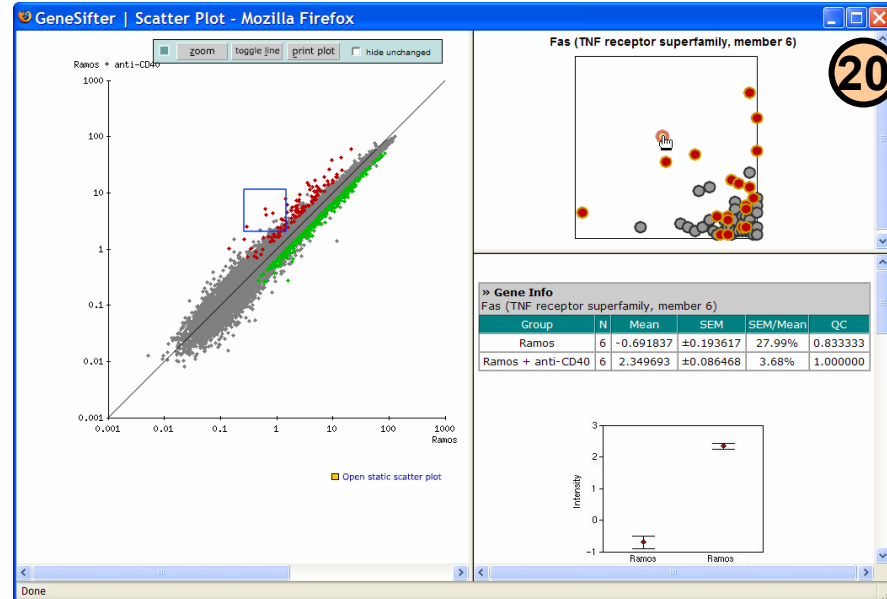 GeneSifter | Scatter Plot - Mozilla Firefox
zoom toggle line print plot hide unchanged
Ramos + anti-CD40
1000
100
10
1
0.1
0.01
0.001
0.001 0.01 0.1 1 10 100 1000
Ramos
Open static scatter plot
Fas (TNF receptor superfamily, member 6)
20
» Gene Info
Fas (TNF receptor superfamily, member 6)
Group N Mean SEM SEM/Mean QC
Ramos 6 -0.691837 ±0.193617 27.99% 0.833333
Ramos + anti-CD40 6 2.349693 ±0.086468 3.68% 1.000000
3
2
1
0
-1
Intensity
Ramos Ramos
Done